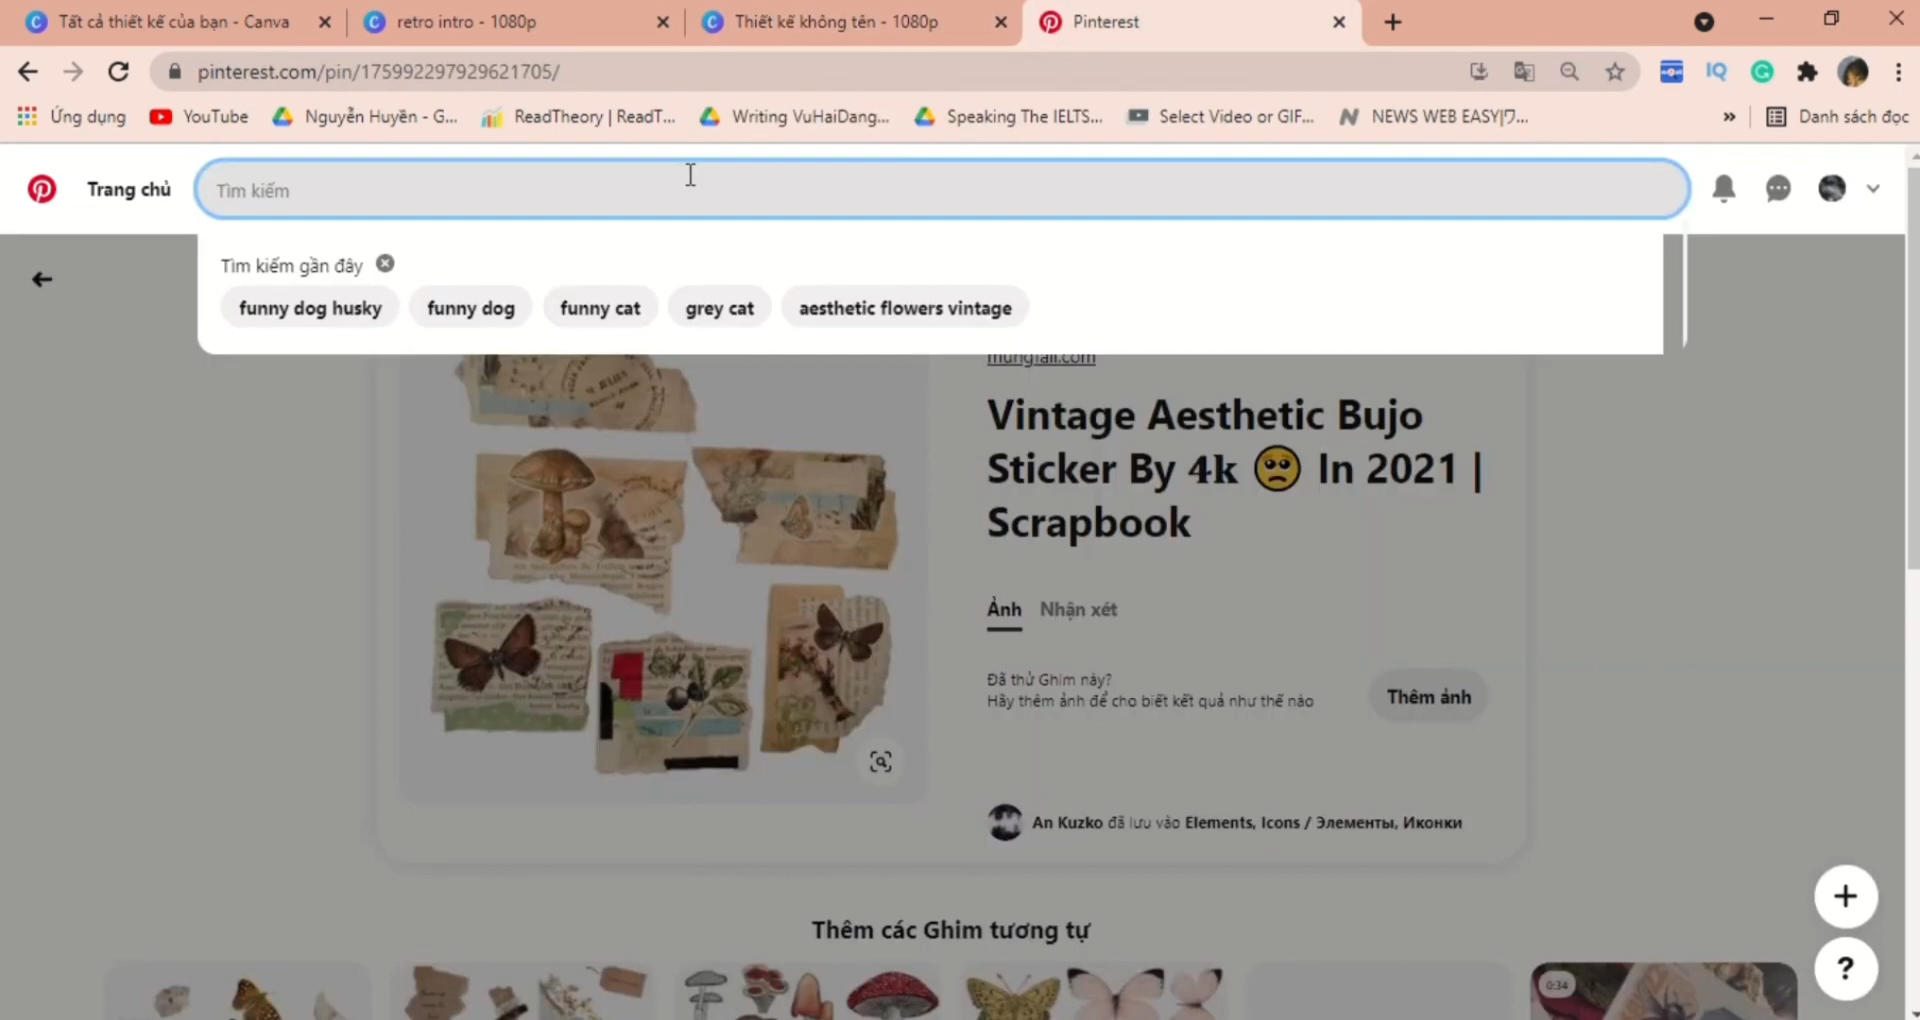 Tất cả thiết kế của bạn - Canva
retro intro - 1080p
Thiết kế không tên - 1080p
Pinterest
pinterest.com/pin/175992297929621705/
Ứng dụng
YouTube
Nguyễn Huyền - G...
ReadTheory | ReadT...
Writing VuHaiDang...
Speaking The IELTS...
Select Video or GIF...
NEWS WEB EASY|ワ...
Danh sách đọc
Trang chủ
Tìm kiếm
Tìm kiếm gần đây
funny dog husky
funny dog
funny cat
grey cat
aesthetic flowers vintage
Vintage Aesthetic Bujo
Sticker By 4k 🥺 In 2021 |
Scrapbook
Ảnh
Nhận xét
Đã thử Ghim này?
Hãy thêm ảnh để cho biết kết quả như thế nào
Thêm ảnh
An Kuzko đã lưu vào Elements, Icons / Элементы, Иконки
Thêm các Ghim tương tự
0:34